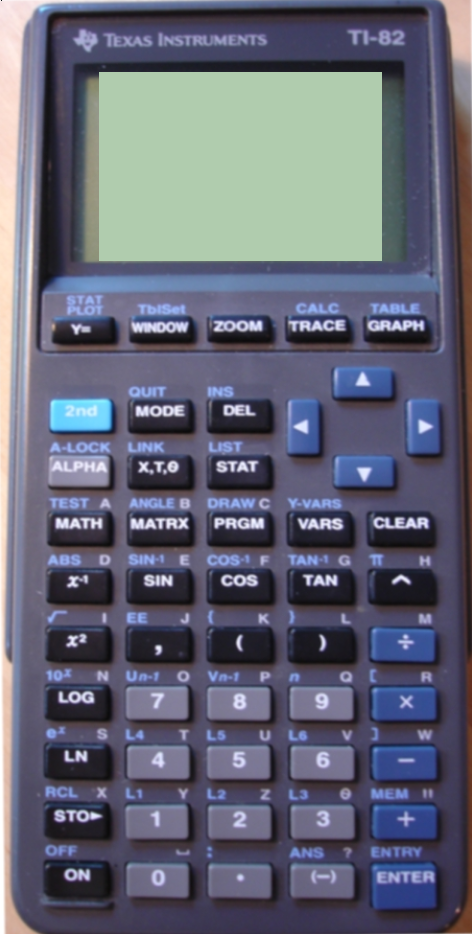 TEXAS INSTRUMENTS TI-82
STAT
PLOT TblSet CALC TABLE
Y= WINDOW ZOOM TRACE GRAPH
QUIT INS
2nd MODE DEL
A-LOCK LINK LIST
ALPHA X,T,θ STAT
TEST A ANGLE B DRAW C Y-VARS
MATH MATRX PRGM VARS CLEAR
ABS D SIN⁻¹ E COS⁻¹ F TAN⁻¹ G π H
x⁻¹ SIN COS TAN ^
√ I EE J { K } L M
x² , ( ) ÷
10ˣ N Un-1 O Vn-1 P n Q [ R
LOG 7 8 9 ×
eˣ S L4 T L5 U L6 V ] W
LN 4 5 6 −
RCL X L1 Y L2 Z L3 θ MEM "
STO► 1 2 3 +
OFF ⎵ : ANS ? ENTRY
ON 0 . (−) ENTER